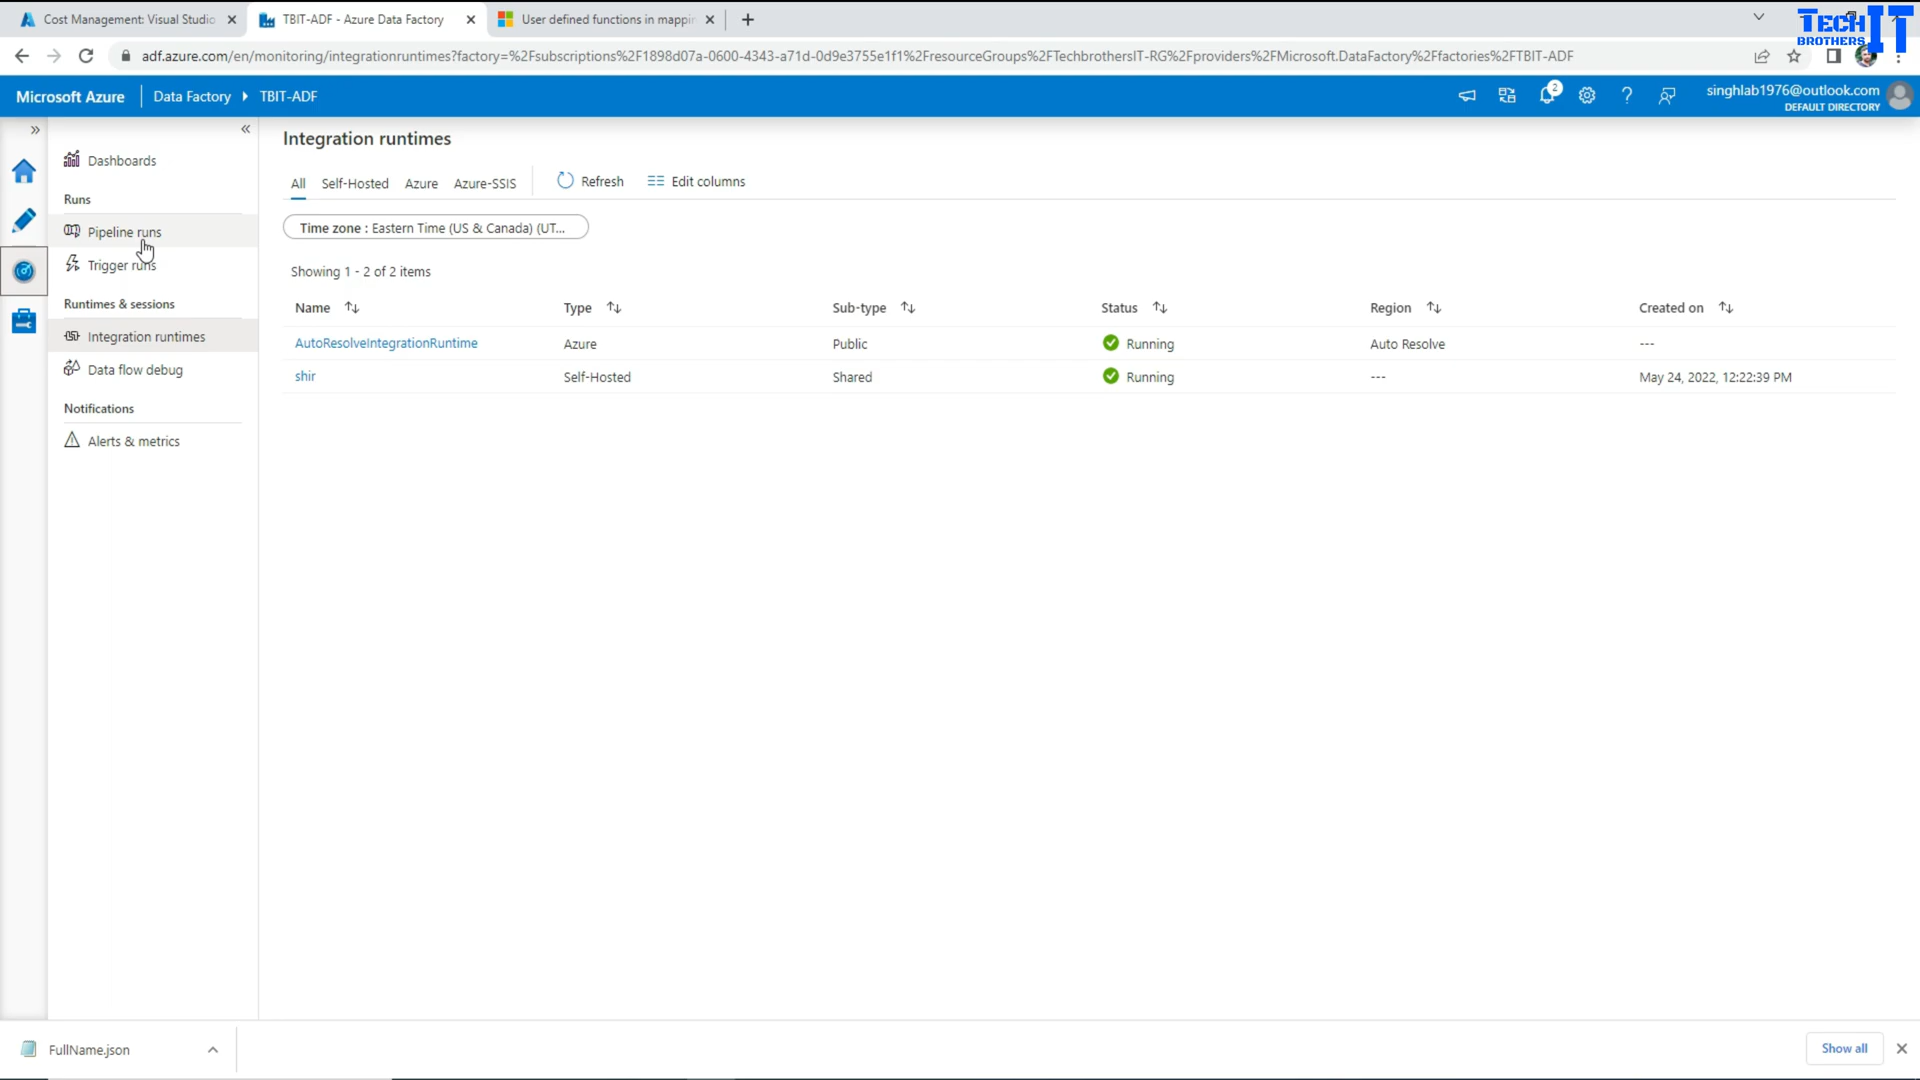 Cost Management: Visual Studio
TBIT-ADF - Azure Data Factory
User defined functions in mappin
TECH IT
BROTHERS
adf.azure.com/en/monitoring/integrationruntimes?factory=%2Fsubscriptions%2F1898d07a-0600-4343-a71d-0d9e3755e1f1%2FresourceGroups%2FTechbrothersIT-RG%2Fproviders%2FMicrosoft.DataFactory%2Ffactories%2FTBIT-ADF
Microsoft Azure
Data Factory
TBIT-ADF
2
singhlab1976@outlook.com
DEFAULT DIRECTORY
Dashboards
Runs
Pipeline runs
Trigger runs
Runtimes & sessions
Integration runtimes
Data flow debug
Notifications
Alerts & metrics
Integration runtimes
All Self-Hosted Azure Azure-SSIS Refresh Edit columns
Time zone : Eastern Time (US & Canada) (UT...
Showing 1 - 2 of 2 items
Name Type Sub-type Status Region Created on
AutoResolveIntegrationRuntime Azure Public Running Auto Resolve ---
shir Self-Hosted Shared Running --- May 24, 2022, 12:22:39 PM
FullName.json
Show all